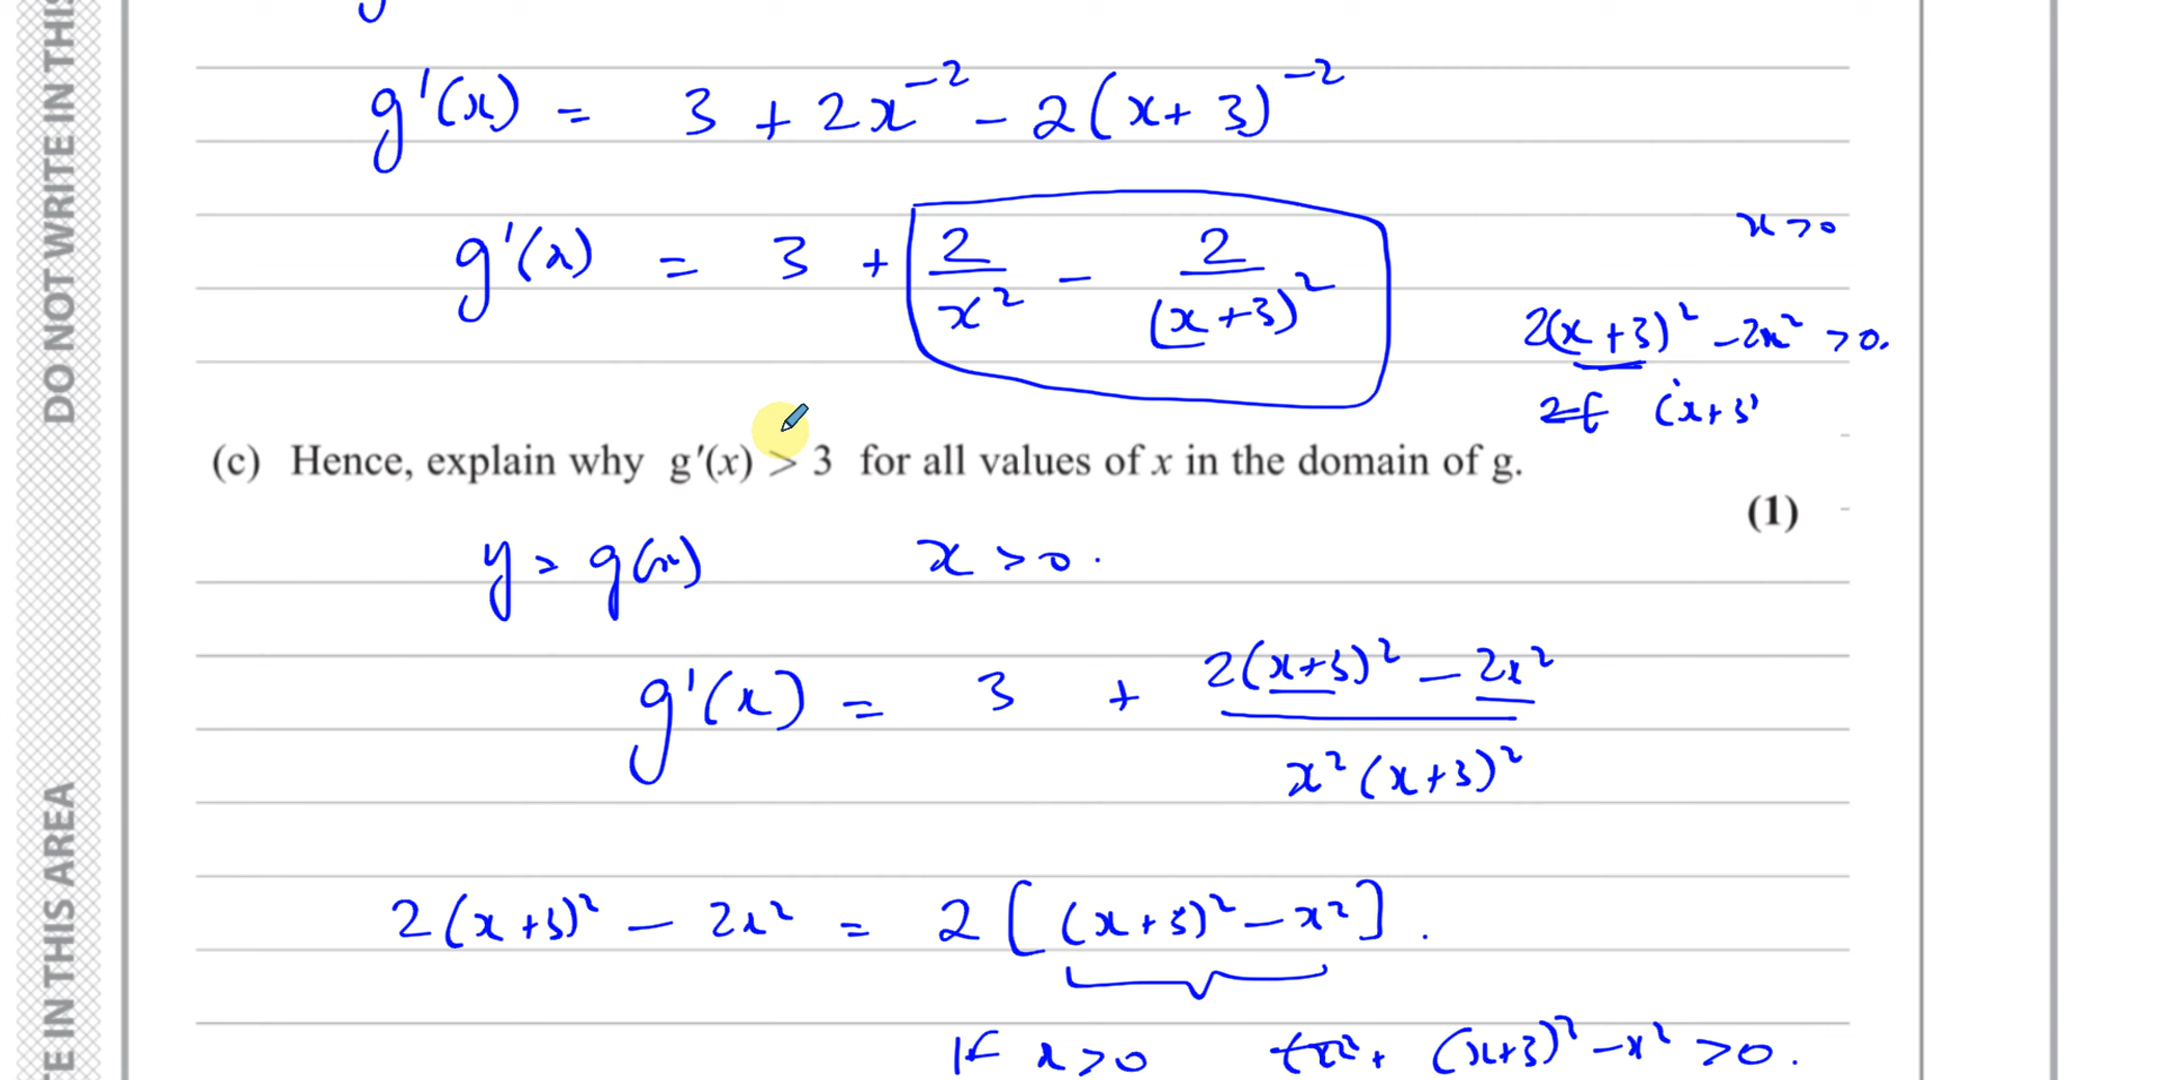 DO NOT WRITE IN THIS
g'(x) = 3 + 2x⁻² - 2(x+3)⁻²
g'(x) = 3 + 2/x² - 2/(x+3)²
x>0
2(x+3)² - 2x² >0.
(x+3)
(c) Hence, explain why g′(x) > 3 for all values of x in the domain of g.
(1)
y = g(x) x >0.
g'(x) = 3 + (2(x+3)² - 2x²)/(x²(x+3)²)
2(x+3)² - 2x² = 2[(x+3)² - x²].
If x>0 (x+3)² - x² >0.
TE IN THIS AREA